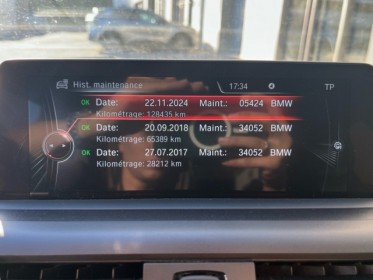 Hist. maintenance 17:34 TP
OK Date: 22.11.2024 Maint.: 05424 BMW
Kilométrage: 128435 km
OK Date: 20.09.2018 Maint.: 34052 BMW
Kilométrage: 65389 km
OK Date: 27.07.2017 Maint.: 34052 BMW
Kilométrage: 28212 km